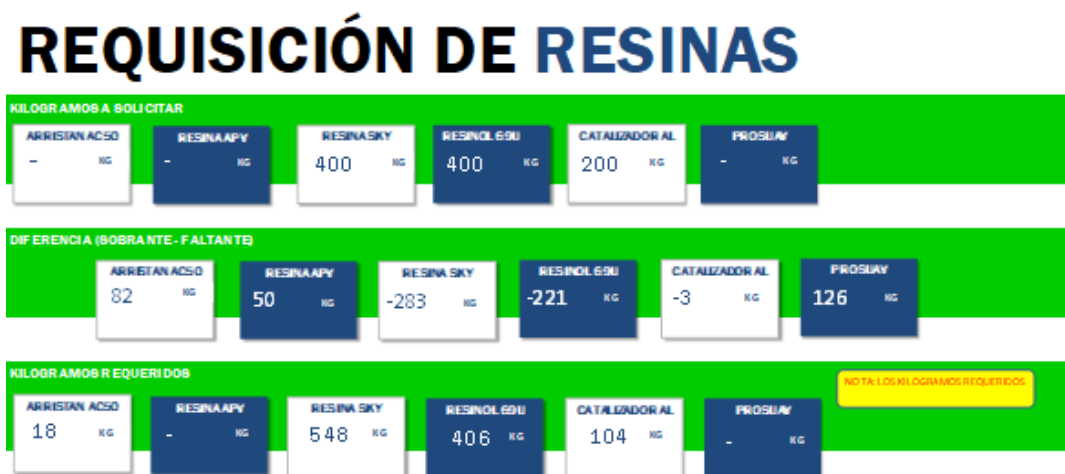 REQUISICIÓN DE RESINAS
KILOGRAMOS A SOLICITAR
ARRISTAN AC50 RESINA APY RESINA SKY RESINOL 69U CATALIZADOR AL PROSUAY
- KG - KG 400 KG 400 KG 200 KG - KG
DIFERENCIA (SOBRANTE - FALTANTE)
ARRISTAN AC50 RESINA APY RESINA SKY RESINOL 69U CATALIZADOR AL PROSUAY
82 KG 50 KG -283 KG -221 KG -3 KG 126 KG
KILOGRAMOS REQUERIDOS
NOTA: LOS KILOGRAMOS REQUERIDOS
ARRISTAN AC50 RESINA APY RESINA SKY RESINOL 69U CATALIZADOR AL PROSUAY
18 KG - KG 548 KG 406 KG 104 KG - KG